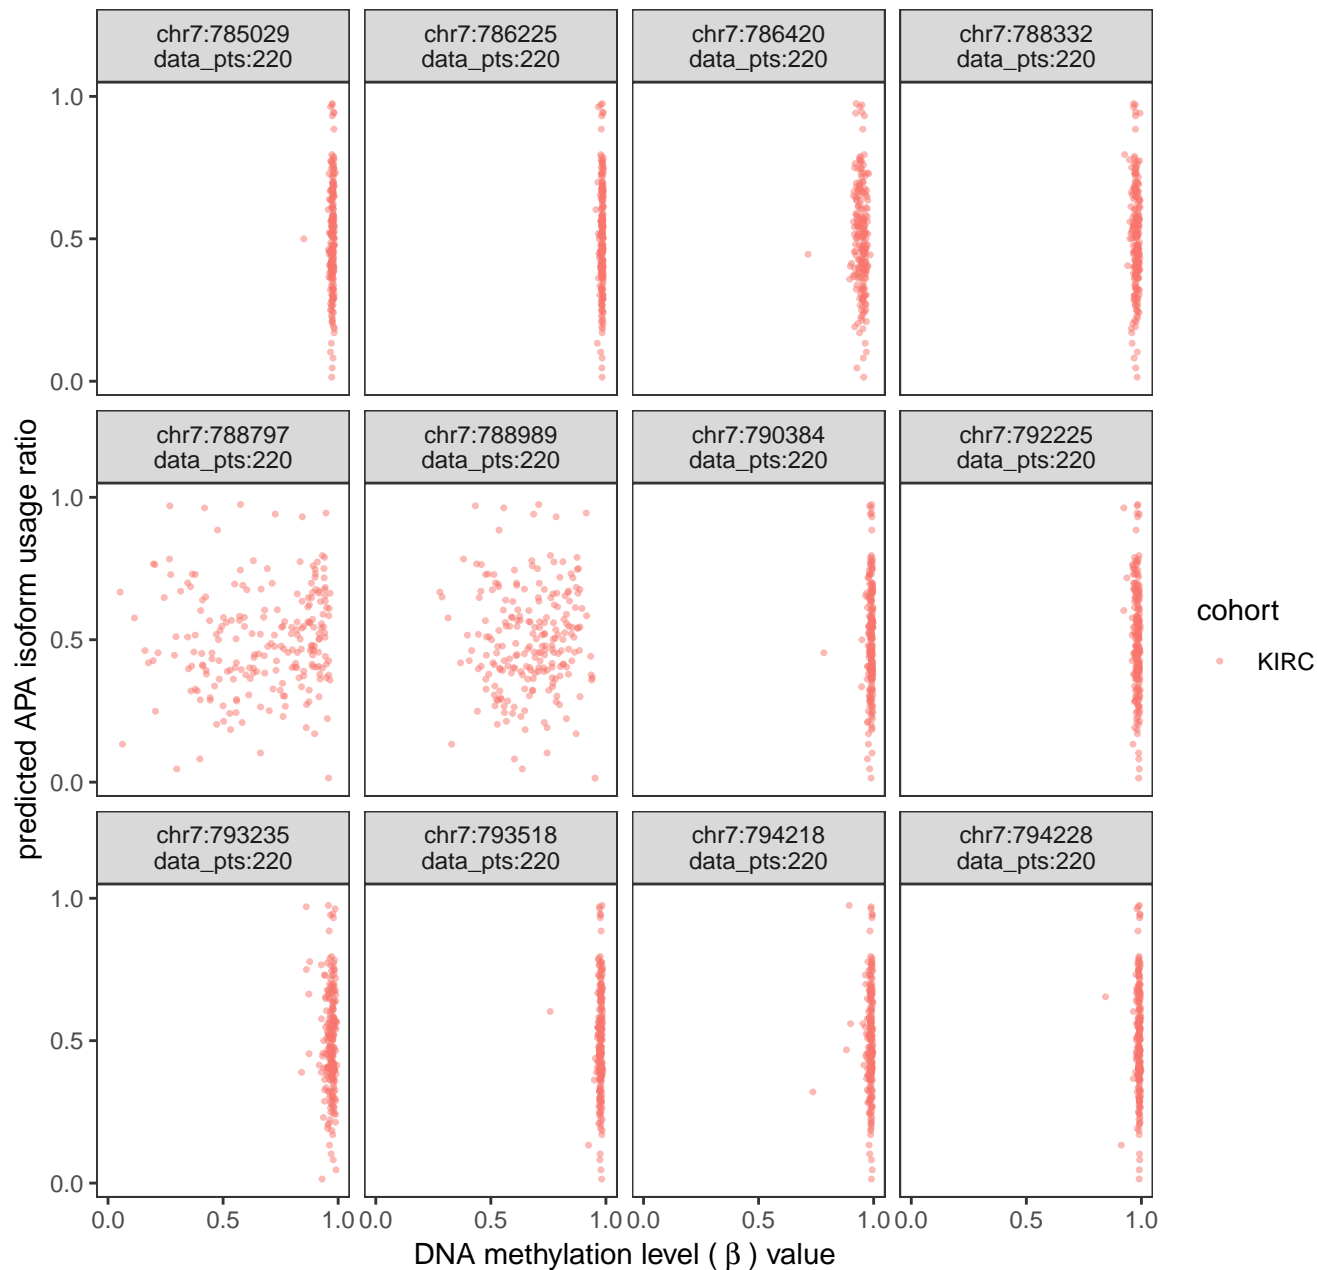 chr7:785029
data_pts:220
chr7:786225
data_pts:220
chr7:786420
data_pts:220
chr7:788332
data_pts:220
1.0
0.5
0.0
chr7:788797
data_pts:220
chr7:788989
data_pts:220
chr7:790384
data_pts:220
chr7:792225
data_pts:220
1.0
0.5
0.0
predicted APA isoform usage ratio
cohort
KIRC
chr7:793235
data_pts:220
chr7:793518
data_pts:220
chr7:794218
data_pts:220
chr7:794228
data_pts:220
1.0
0.5
0.0
0.0 0.5 1.0 0.0 0.5 1.0 0.0 0.5 1.0 0.0 0.5 1.0
DNA methylation level ( β ) value